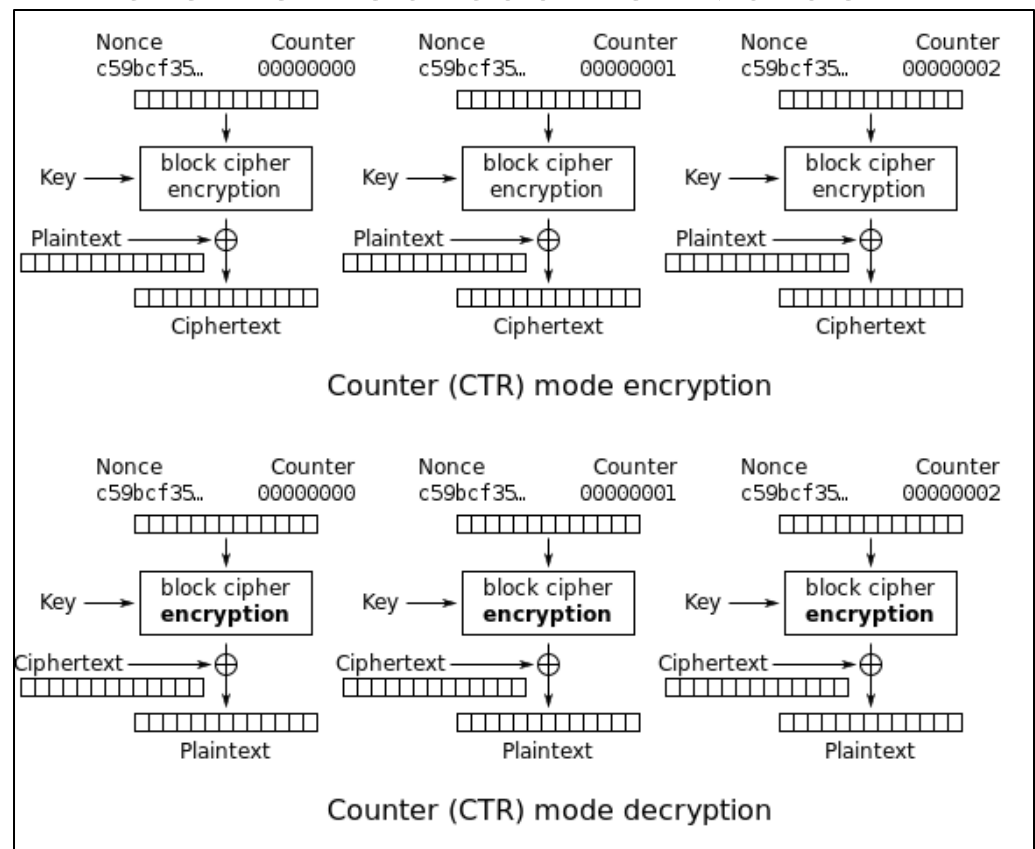 Nonce Counter Nonce Counter Nonce Counter
c59bcf35… 00000000 c59bcf35… 00000001 c59bcf35… 00000002
Key block cipher encryption Key block cipher encryption Key block cipher encryption
Plaintext Plaintext Plaintext
Ciphertext Ciphertext Ciphertext
Counter (CTR) mode encryption
Nonce Counter Nonce Counter Nonce Counter
c59bcf35… 00000000 c59bcf35… 00000001 c59bcf35… 00000002
Key block cipher encryption Key block cipher encryption Key block cipher encryption
Ciphertext Ciphertext Ciphertext
Plaintext Plaintext Plaintext
Counter (CTR) mode decryption